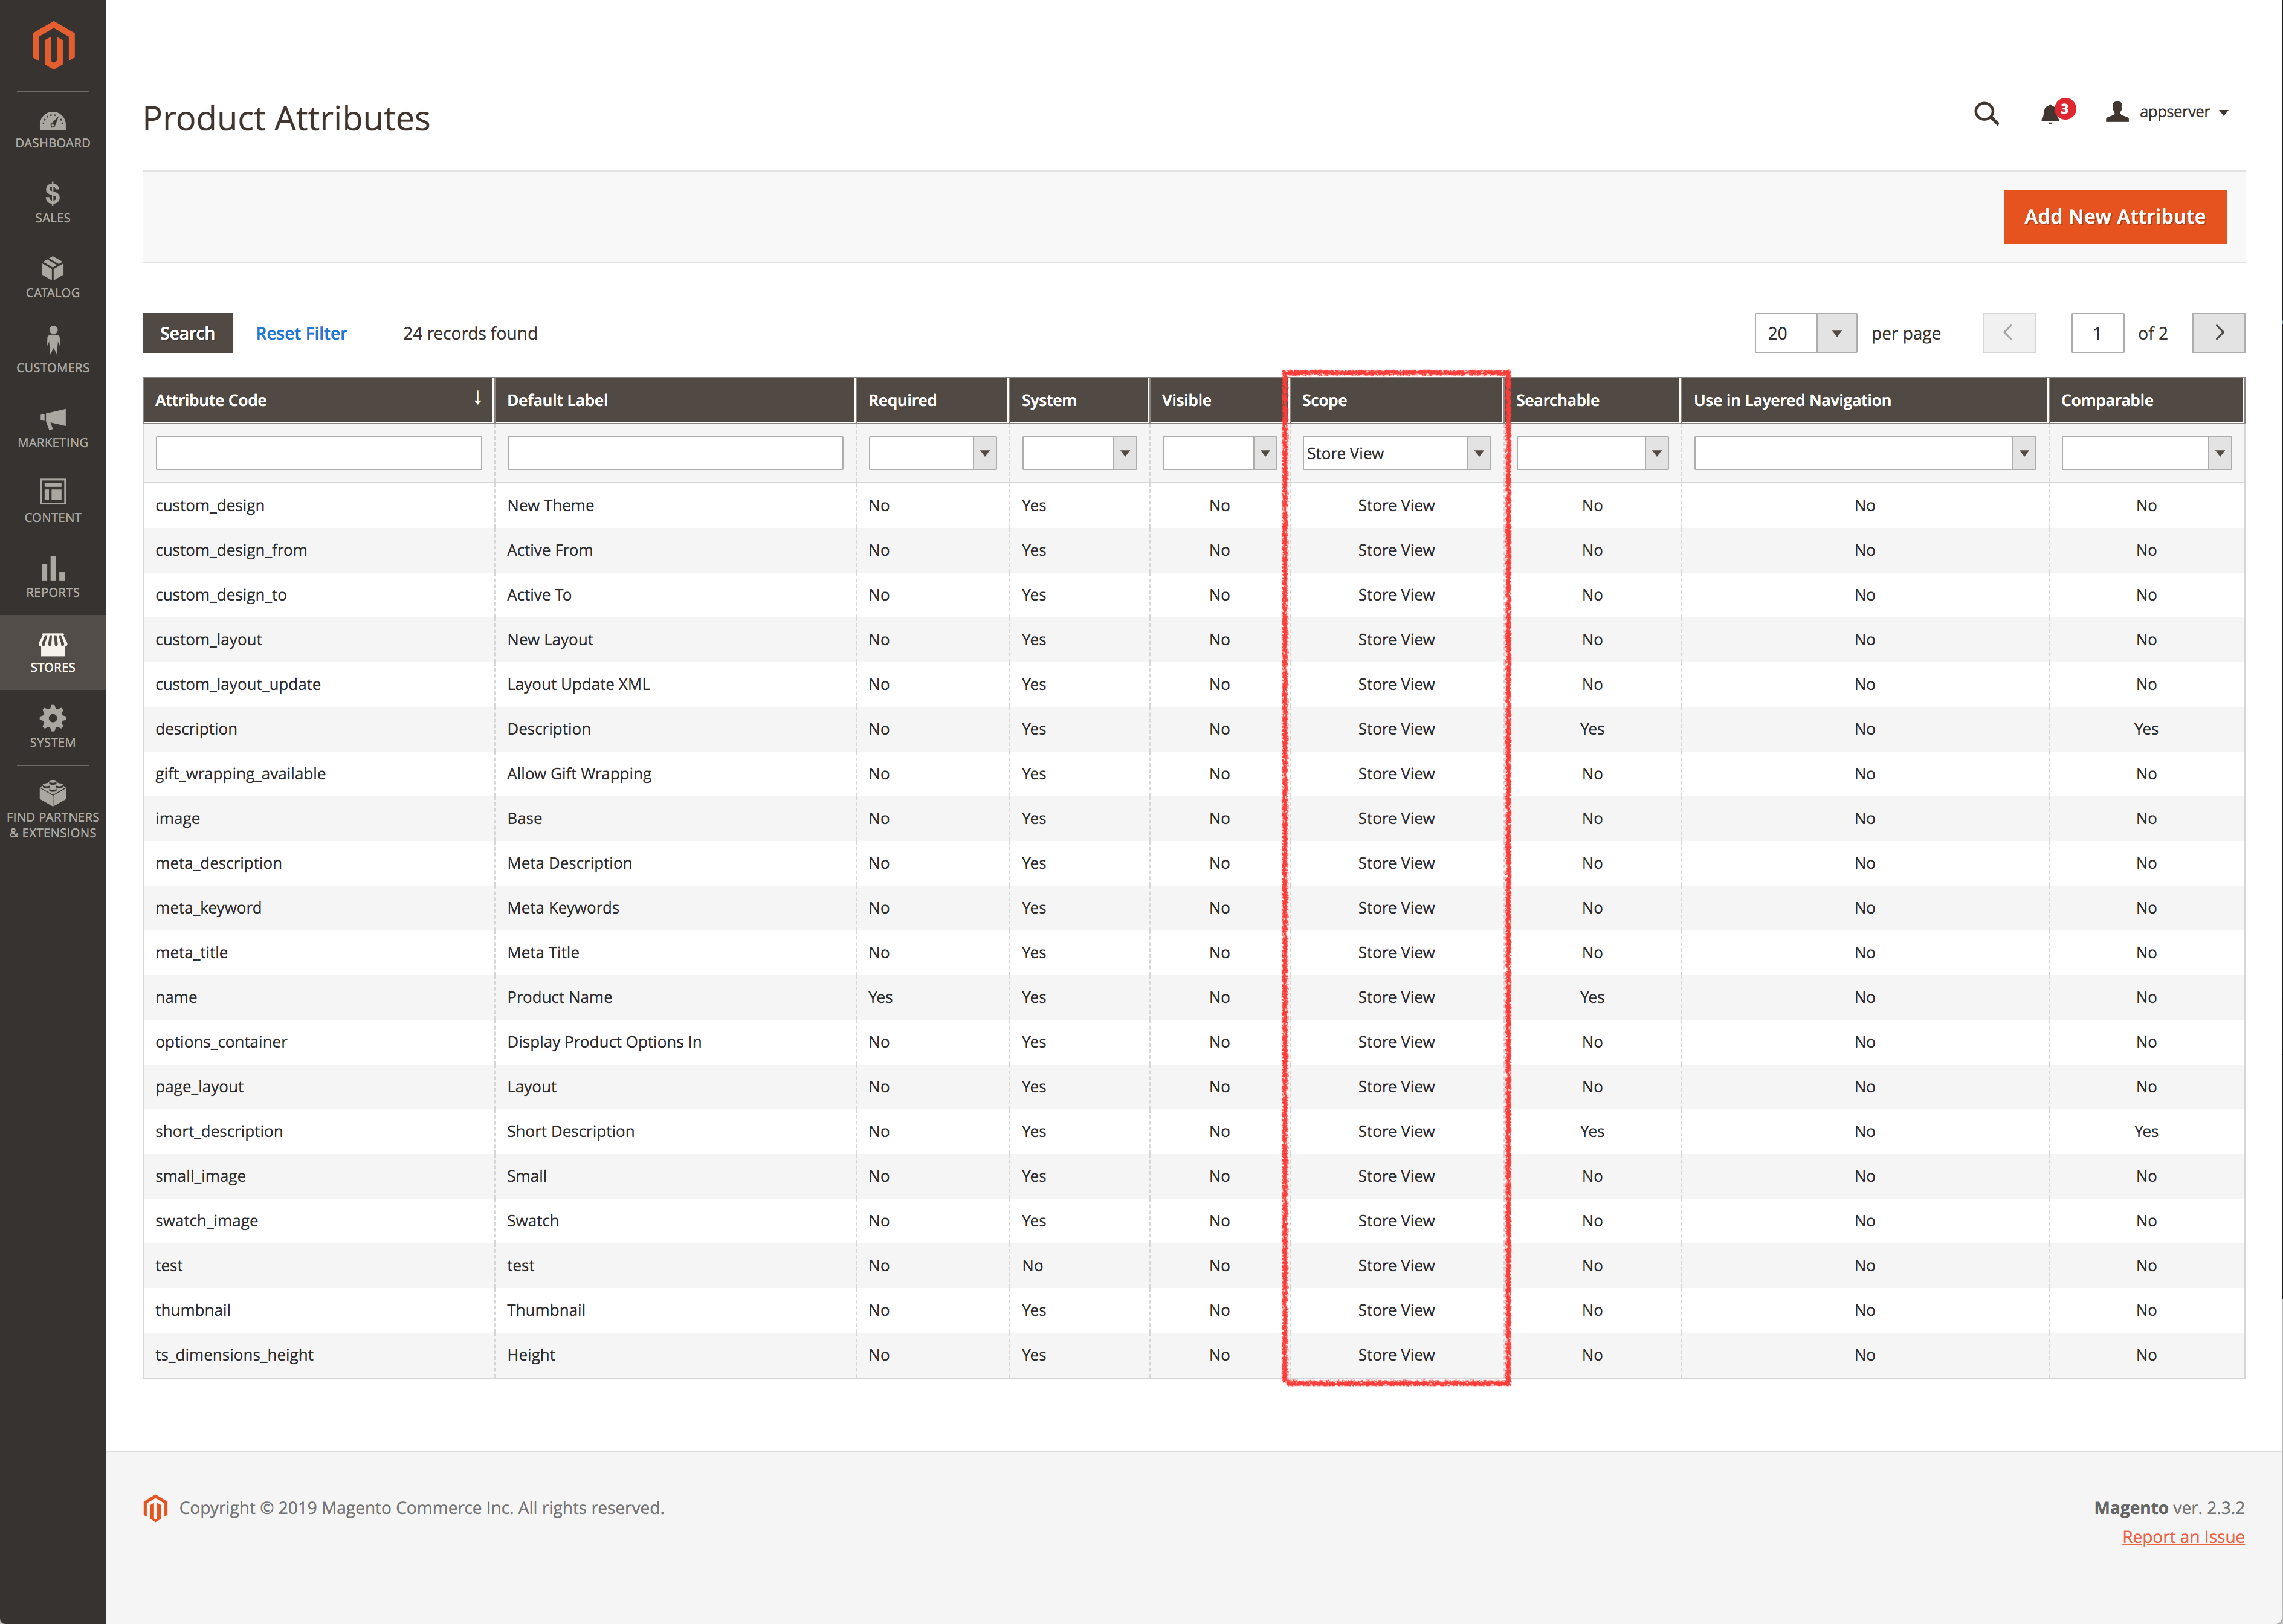 Product Attributes
3
appserver
Add New Attribute
Search Reset Filter 24 records found 20 per page 1 of 2
Attribute Code Default Label Required System Visible Scope Searchable Use in Layered Navigation Comparable
Store View
custom_design New Theme No Yes No Store View No No No
custom_design_from Active From No Yes No Store View No No No
custom_design_to Active To No Yes No Store View No No No
custom_layout New Layout No Yes No Store View No No No
custom_layout_update Layout Update XML No Yes No Store View No No No
description Description No Yes No Store View Yes No Yes
gift_wrapping_available Allow Gift Wrapping No Yes No Store View No No No
image Base No Yes No Store View No No No
meta_description Meta Description No Yes No Store View No No No
meta_keyword Meta Keywords No Yes No Store View No No No
meta_title Meta Title No Yes No Store View No No No
name Product Name Yes Yes No Store View Yes No No
options_container Display Product Options In No Yes No Store View No No No
page_layout Layout No Yes No Store View No No No
short_description Short Description No Yes No Store View Yes No Yes
small_image Small No Yes No Store View No No No
swatch_image Swatch No Yes No Store View No No No
test test No No No Store View No No No
thumbnail Thumbnail No Yes No Store View No No No
ts_dimensions_height Height No Yes No Store View No No No
DASHBOARD
SALES
CATALOG
CUSTOMERS
MARKETING
CONTENT
REPORTS
STORES
SYSTEM
FIND PARTNERS
& EXTENSIONS
Copyright © 2019 Magento Commerce Inc. All rights reserved.
Magento ver. 2.3.2
Report an Issue